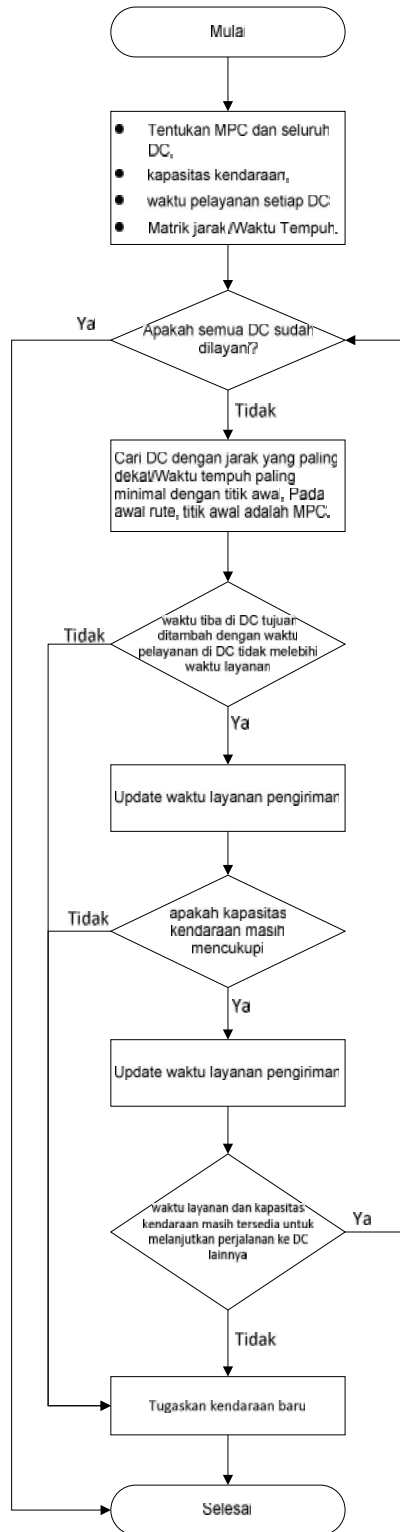 Mulai
Tentukan MPC dan seluruh
DC,
kapasitas kendaraan,
waktu pelayanan setiap DC
Matrik jarak/Waktu Tempuh.
Ya
Apakah semua DC sudah
dilayani?
Tidak
Cari DC dengan jarak yang paling
dekat/Waktu tempuh paling
minimal dengan titik awal, Pada
awal rute, titik awal adalah MPC.
Tidak
waktu tiba di DC tujuan
ditambah dengan waktu
pelayanan di DC tidak melebihi
waktu layanan
Ya
Update waktu layanan pengiriman
Tidak
apakah kapasitas
kendaraan masih
mencukupi
Ya
Update waktu layanan pengiriman
waktu layanan dan kapasitas
kendaraan masih tersedia untuk
melanjutkan perjalanan ke DC
lainnya
Ya
Tidak
Tugaskan kendaraan baru
Selesai